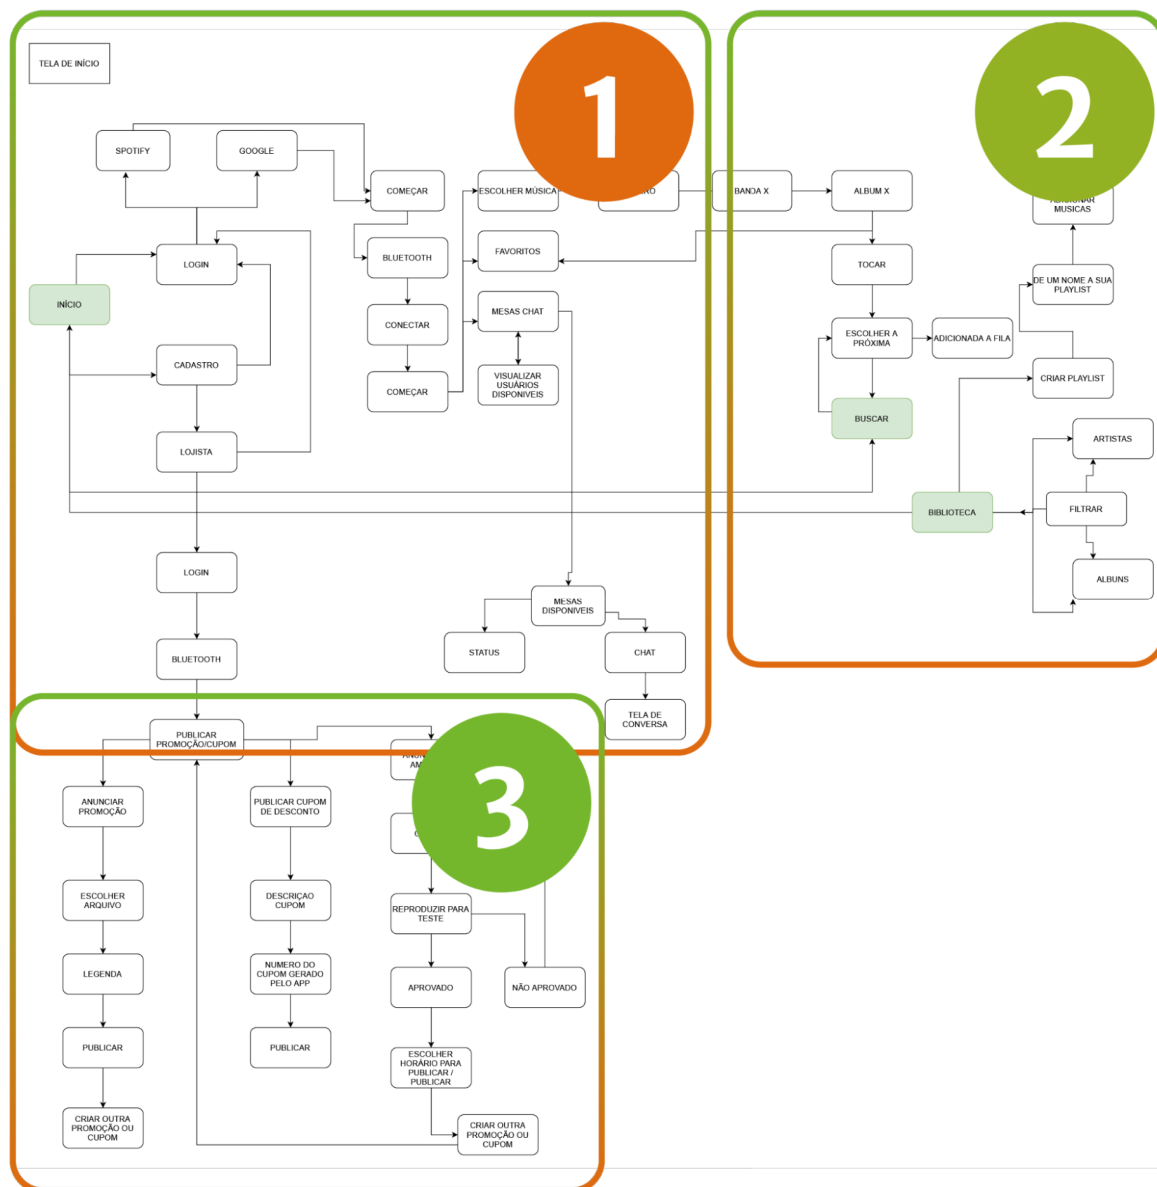 TELA DE INÍCIO
1
2
SPOTIFY
GOOGLE
COMEÇAR
ESCOLHER MÚSICA
BANDA X
ALBUM X
MUSICAS
LOGIN
BLUETOOTH
FAVORITOS
TOCAR
DE UM NOME A SUA
PLAYLIST
INÍCIO
CONECTAR
MESAS CHAT
ESCOLHER A
PRÓXIMA
ADICIONADA A FILA
CADASTRO
COMEÇAR
VISUALIZAR
USUÁRIOS
DISPONIVEIS
CRIAR PLAYLIST
BUSCAR
LOJISTA
ARTISTAS
BIBLIOTECA
FILTRAR
LOGIN
ALBUNS
MESAS
DISPONIVEIS
BLUETOOTH
STATUS
CHAT
TELA DE
CONVERSA
PUBLICAR
PROMOÇÃO/CUPOM
3
ANUNCIAR
PROMOÇÃO
PUBLICAR CUPOM
DE DESCONTO
ESCOLHER
ARQUIVO
DESCRIÇAO
CUPOM
REPRODUZIR PARA
TESTE
LEGENDA
NUMERO DO
CUPOM GERADO
PELO APP
APROVADO
NÃO APROVADO
PUBLICAR
PUBLICAR
ESCOLHER
HORÁRIO PARA
PUBLICAR /
PUBLICAR
CRIAR OUTRA
PROMOÇÃO OU
CUPOM
CRIAR OUTRA
PROMOÇÃO OU
CUPOM